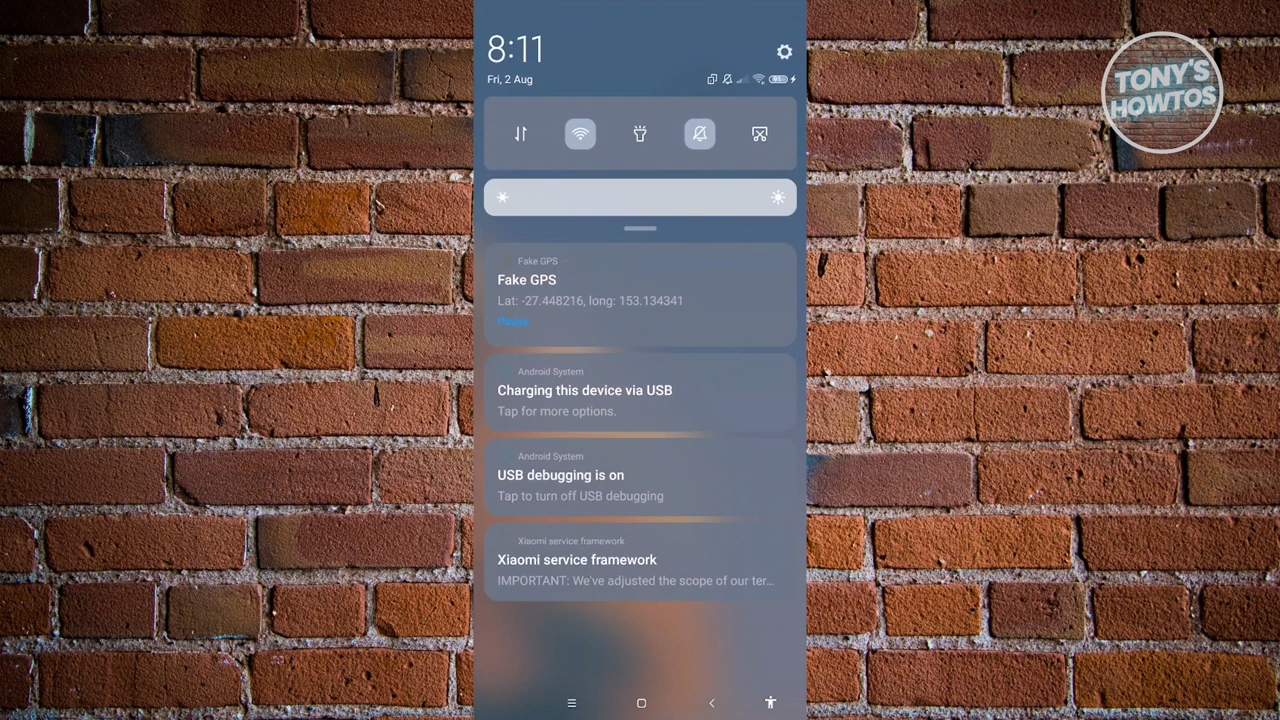 8:11
Fri, 2 Aug
TONY'S
HOWTOS
Fake GPS
Fake GPS
Lat: -27.448216, long: 153.134341
Pause
Android System
Charging this device via USB
Tap for more options.
Android System
USB debugging is on
Tap to turn off USB debugging
Xiaomi service framework
Xiaomi service framework
IMPORTANT: We've adjusted the scope of our ter...